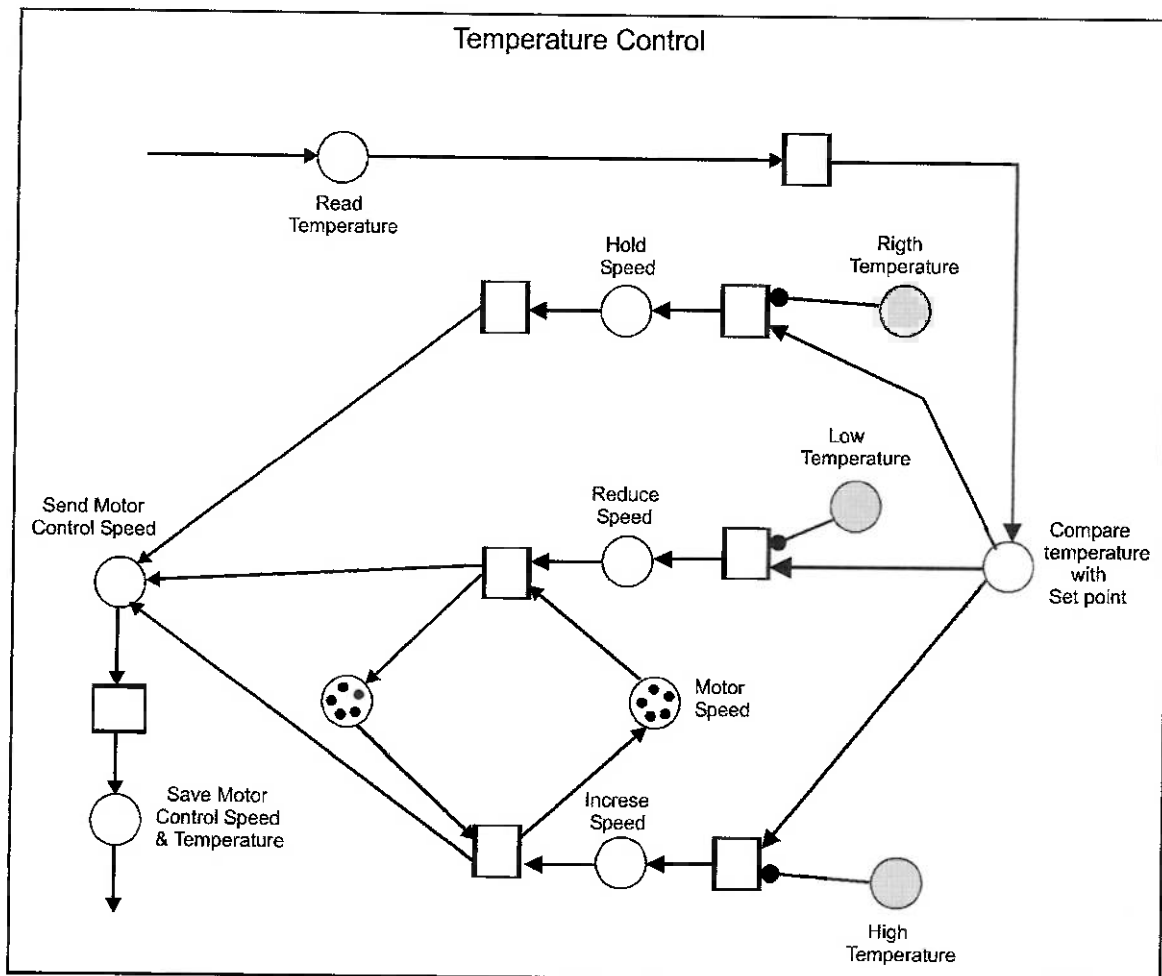 Temperature Control
Read
Temperature
Hold
Speed
Rigth
Temperature
Low
Temperature
Send Motor
Control Speed
Reduce
Speed
Compare
temperature
with
Set point
Motor
Speed
Save Motor
Control Speed
& Temperature
Increse
Speed
High
Temperature